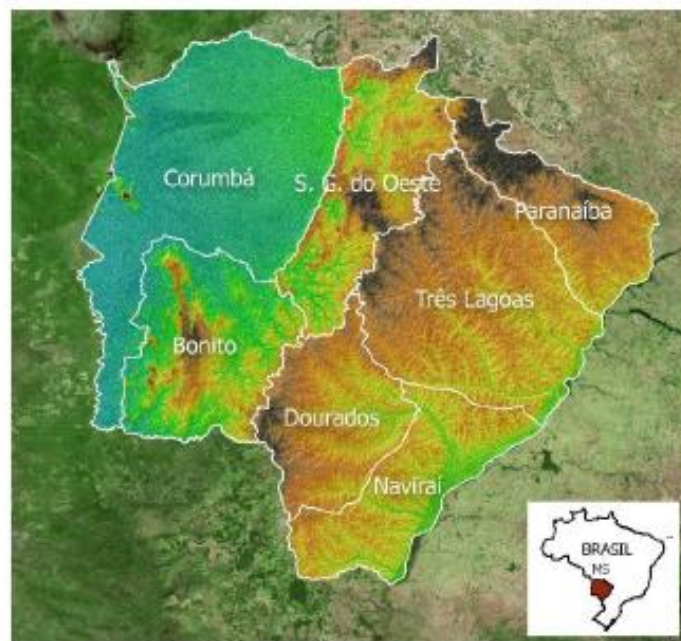 Corumbá
S. G. do Oeste
Paranaíba
Três Lagoas
Bonito
Dourados
Naviraí
BRASIL
MS